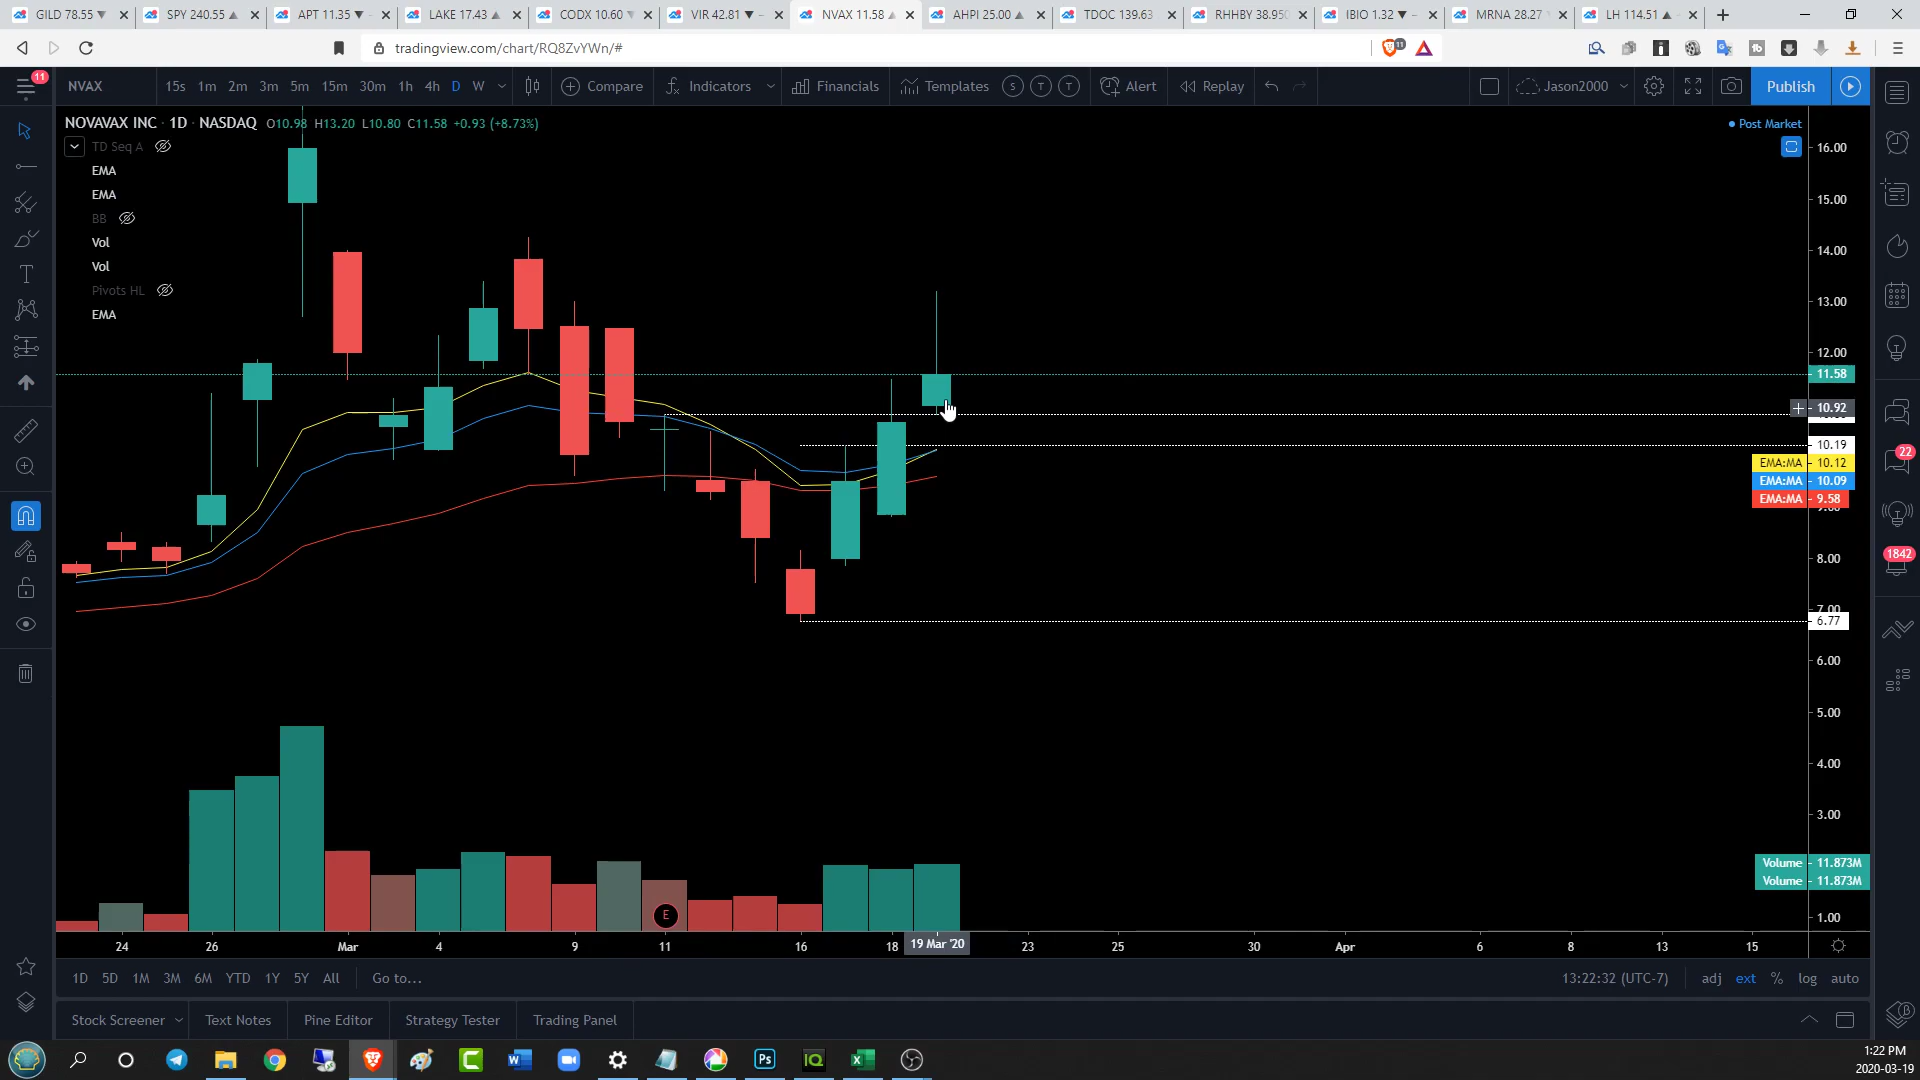 GILD 78.55 ▼
SPY 240.55 ▲
APT 11.35 ▼ –
LAKE 17.43 ▲
CODX 10.60 ▼
VIR 42.81 ▼ –
NVAX 11.58 ▲
AHPI 25.00 ▲
TDOC 139.63
RHHBY 38.950
IBIO 1.32 ▼ –
MRNA 28.27
LH 114.51 ▲
tradingview.com/chart/RQ8ZvYWn/#
11
11
NVAX
15s 1m 2m 3m 5m 15m 30m 1h 4h D W
Compare
Indicators
Financials
Templates
S T T
Alert
Replay
Jason2000
Publish
NOVAVAX INC · 1D · NASDAQ O10.98 H13.20 L10.80 C11.58 +0.93 (+8.73%)
Post Market
TD Seq A
EMA
EMA
BB
Vol
Vol
Pivots HL
EMA
16.00
15.00
14.00
13.00
12.00
11.58
10.92
10.19
EMA:MA 10.12
EMA:MA 10.09
EMA:MA 9.58
8.00
7.00
6.77
6.00
5.00
4.00
3.00
Volume 11.873M
Volume 11.873M
1.00
22
1842
E
24 26 Mar 4 9 11 16 18 19 Mar '20 23 25 30 Apr 6 8 13 15
1D 5D 1M 3M 6M YTD 1Y 5Y All Go to...
13:22:32 (UTC-7) adj ext % log auto
Stock Screener Text Notes Pine Editor Strategy Tester Trading Panel
1:22 PM
2020-03-19